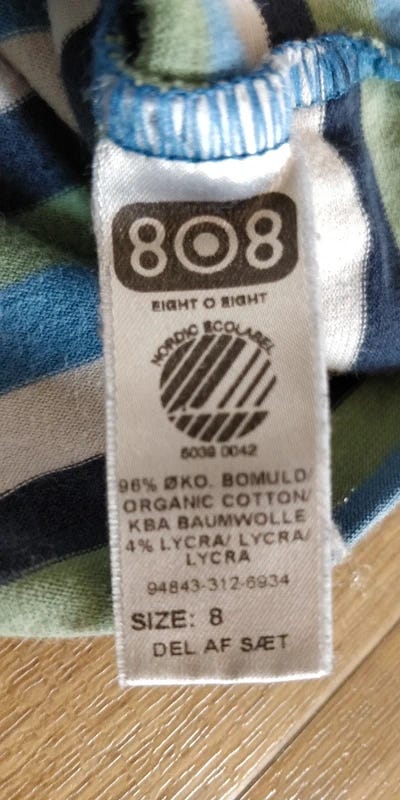 808
EIGHT O EIGHT
NORDIC ECOLABEL
5039 0042
96% ØKO. BOMULD/
ORGANIC COTTON/
KBA BAUMWOLLE
4% LYCRA/ LYCRA/
LYCRA
94843-312-6934
SIZE: 8
DEL AF SÆT